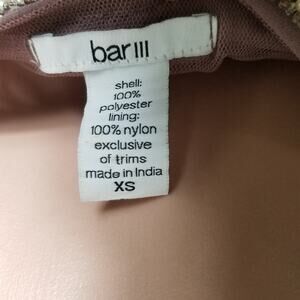 bar III
shell:
100%
polyester
lining:
100% nylon
exclusive
of trims
made in India
XS